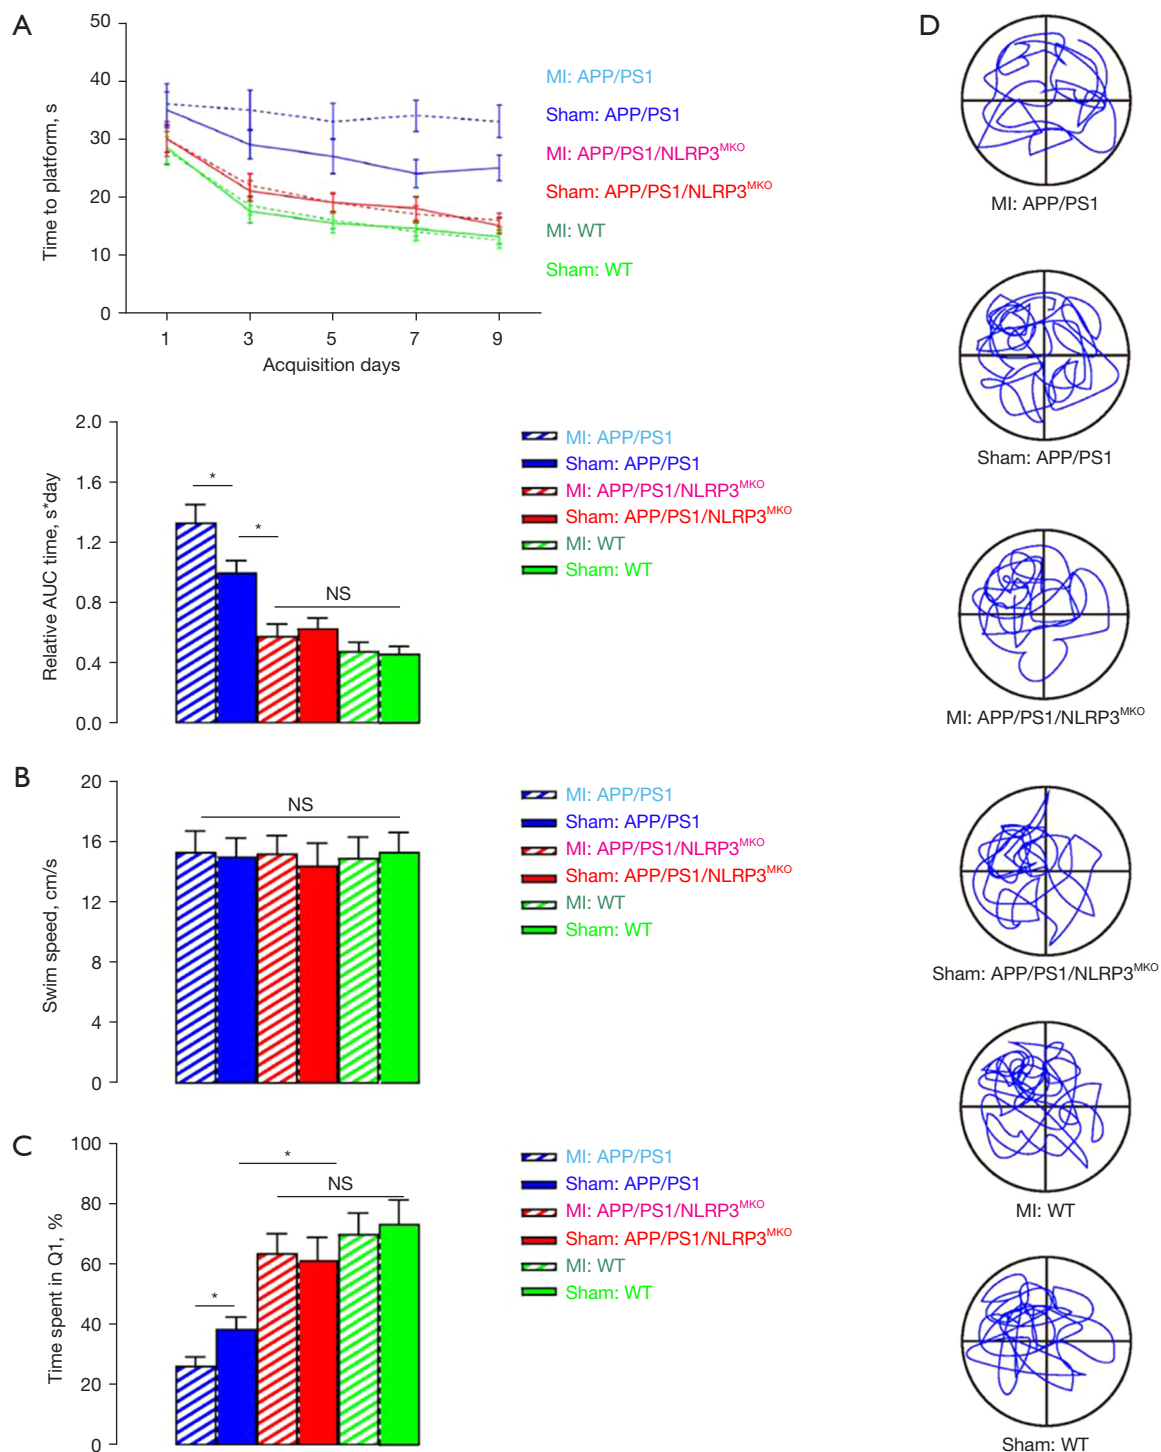 A
50
40
30
20
10
0
Time to platform, s
1 3 5 7 9
Acquisition days
MI: APP/PS1
Sham: APP/PS1
MI: APP/PS1/NLRP3MKO
Sham: APP/PS1/NLRP3MKO
MI: WT
Sham: WT
2.0
1.6
1.2
0.8
0.4
0.0
Relative AUC time, s*day
*
*
NS
MI: APP/PS1
Sham: APP/PS1
MI: APP/PS1/NLRP3MKO
Sham: APP/PS1/NLRP3MKO
MI: WT
Sham: WT
B
20
16
12
8
4
0
Swim speed, cm/s
NS
MI: APP/PS1
Sham: APP/PS1
MI: APP/PS1/NLRP3MKO
Sham: APP/PS1/NLRP3MKO
MI: WT
Sham: WT
C
100
80
60
40
20
0
Time spent in Q1, %
*
NS
*
MI: APP/PS1
Sham: APP/PS1
MI: APP/PS1/NLRP3MKO
Sham: APP/PS1/NLRP3MKO
MI: WT
Sham: WT
D
MI: APP/PS1
Sham: APP/PS1
MI: APP/PS1/NLRP3MKO
Sham: APP/PS1/NLRP3MKO
MI: WT
Sham: WT